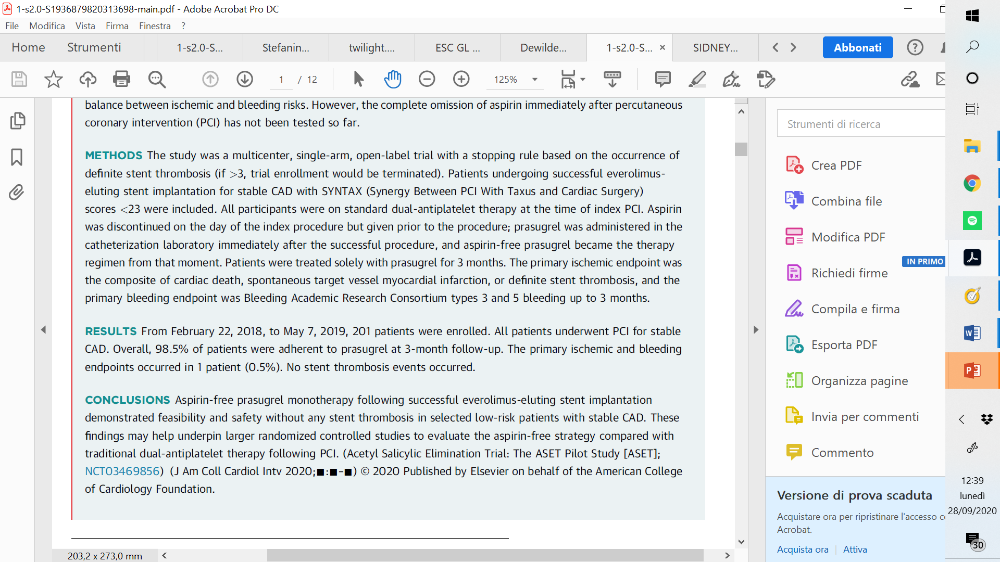 1-s2.0-S1936879820313698-main.pdf - Adobe Acrobat Pro DC
File Modifica Vista Firma Finestra ?
Home Strumenti 1-s2.0-S... Stefanin... twilight.... ESC GL ... Dewilde... 1-s2.0-S... SIDNEY... Abbonati
1 / 12 125%
balance between ischemic and bleeding risks. However, the complete omission of aspirin immediately after percutaneous
coronary intervention (PCI) has not been tested so far.
METHODS The study was a multicenter, single-arm, open-label trial with a stopping rule based on the occurrence of
definite stent thrombosis (if >3, trial enrollment would be terminated). Patients undergoing successful everolimus-
eluting stent implantation for stable CAD with SYNTAX (Synergy Between PCI With Taxus and Cardiac Surgery)
scores <23 were included. All participants were on standard dual-antiplatelet therapy at the time of index PCI. Aspirin
was discontinued on the day of the index procedure but given prior to the procedure; prasugrel was administered in the
catheterization laboratory immediately after the successful procedure, and aspirin-free prasugrel became the therapy
regimen from that moment. Patients were treated solely with prasugrel for 3 months. The primary ischemic endpoint was
the composite of cardiac death, spontaneous target vessel myocardial infarction, or definite stent thrombosis, and the
primary bleeding endpoint was Bleeding Academic Research Consortium types 3 and 5 bleeding up to 3 months.
RESULTS From February 22, 2018, to May 7, 2019, 201 patients were enrolled. All patients underwent PCI for stable
CAD. Overall, 98.5% of patients were adherent to prasugrel at 3-month follow-up. The primary ischemic and bleeding
endpoints occurred in 1 patient (0.5%). No stent thrombosis events occurred.
CONCLUSIONS Aspirin-free prasugrel monotherapy following successful everolimus-eluting stent implantation
demonstrated feasibility and safety without any stent thrombosis in selected low-risk patients with stable CAD. These
findings may help underpin larger randomized controlled studies to evaluate the aspirin-free strategy compared with
traditional dual-antiplatelet therapy following PCI. (Acetyl Salicylic Elimination Trial: The ASET Pilot Study [ASET];
NCT03469856) (J Am Coll Cardiol Intv 2020;■:■–■) © 2020 Published by Elsevier on behalf of the American College
of Cardiology Foundation.
203,2 x 273,0 mm
Strumenti di ricerca
Crea PDF
Combina file
Modifica PDF
IN PRIMO
Richiedi firme
Compila e firma
Esporta PDF
Organizza pagine
Invia per commenti
Commento
Versione di prova scaduta
Acquistare ora per ripristinare l'accesso
Acrobat.
Acquista ora Attiva
12:39
lunedì
28/09/2020
30